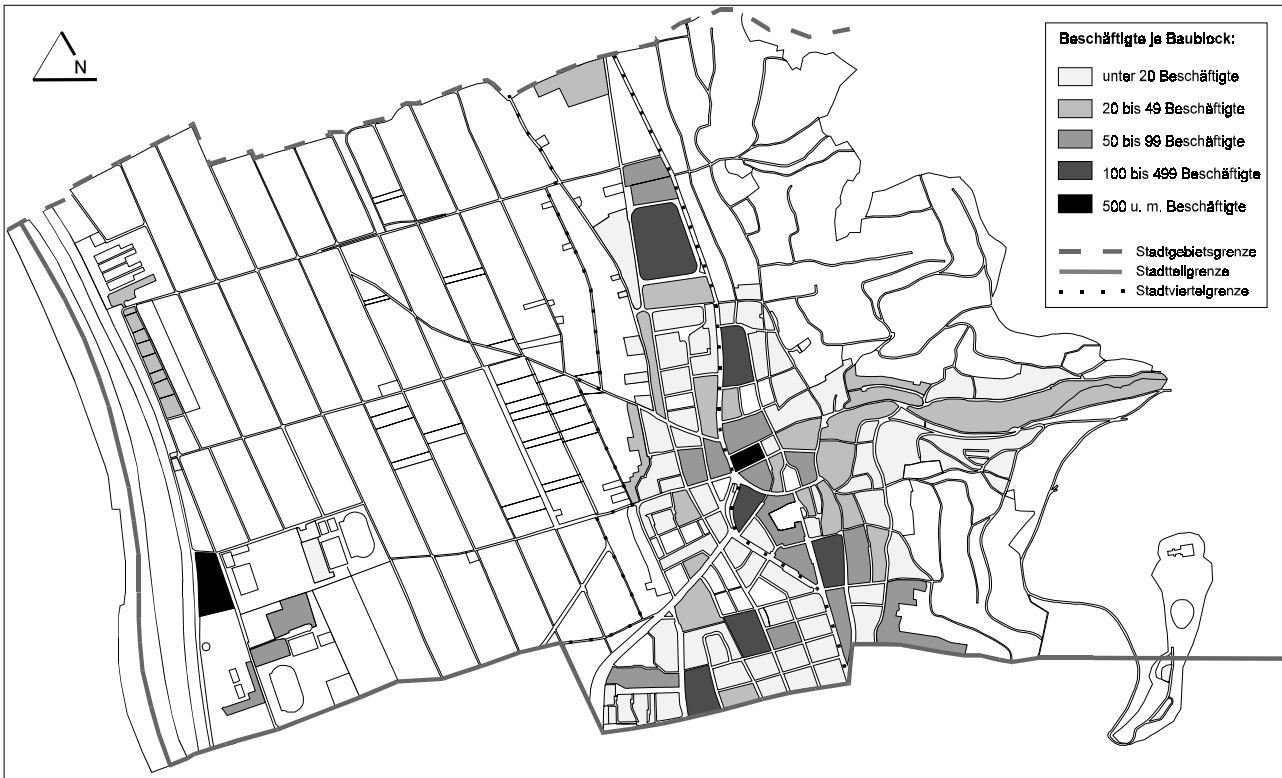 N
Beschäftigte je Baublock:
unter 20 Beschäftigte
20 bis 49 Beschäftigte
50 bis 99 Beschäftigte
100 bis 499 Beschäftigte
500 u. m. Beschäftigte
Stadtgebietsgrenze
Stadtteilgrenze
Stadtviertelgrenze